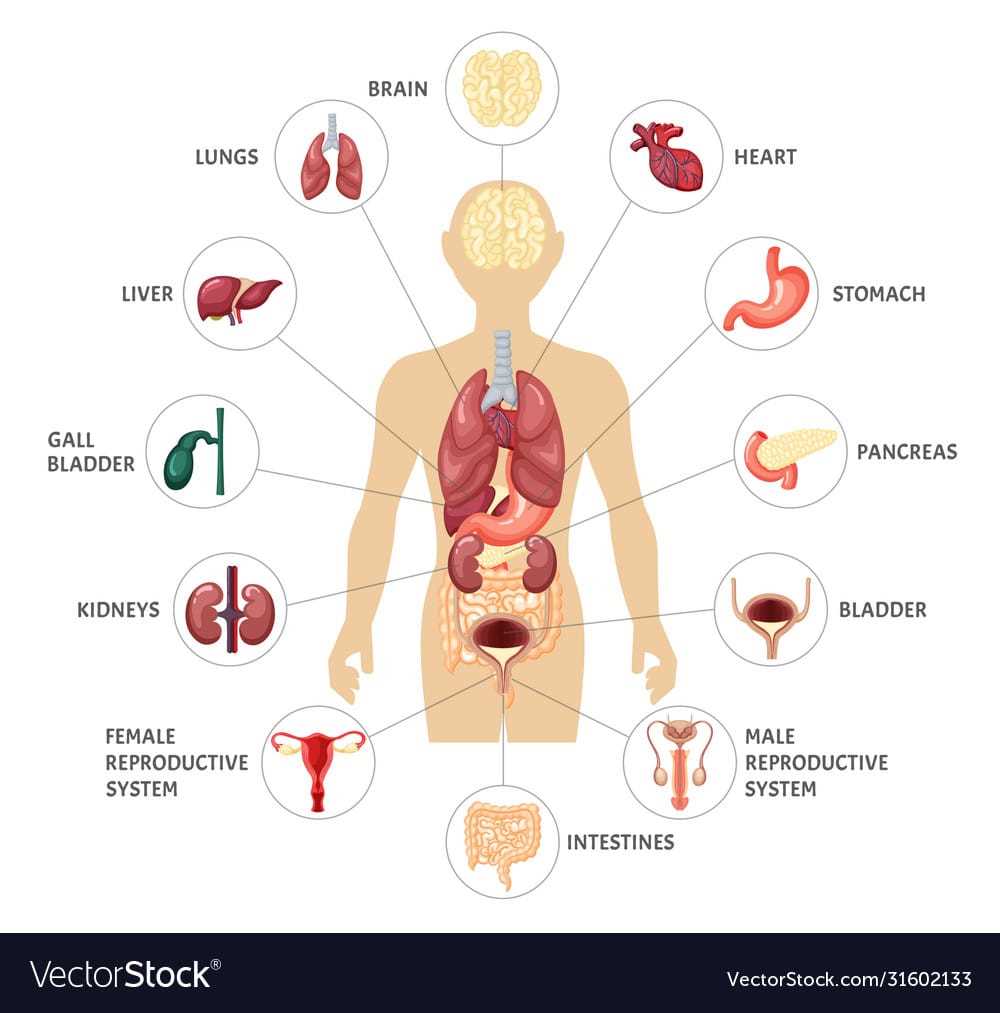 BRAIN
LUNGS
HEART
LIVER
STOMACH
GALL
BLADDER
PANCREAS
KIDNEYS
BLADDER
FEMALE
REPRODUCTIVE
SYSTEM
MALE
REPRODUCTIVE
SYSTEM
INTESTINES
VectorStock®
VectorStock.com/31602133